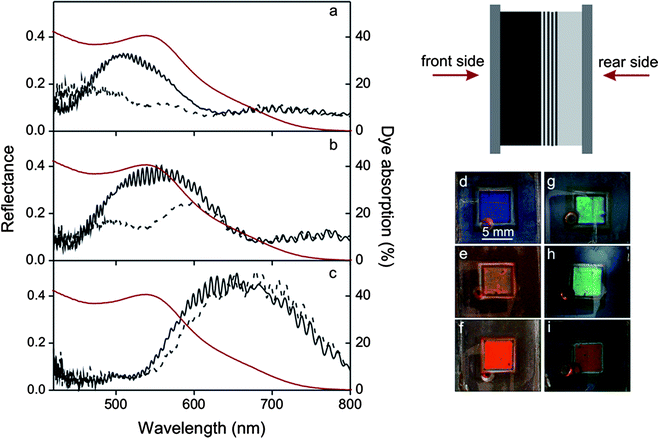 a
0.4
0.2
0.0
40
20
0
b
0.4
0.2
0.0
40
20
0
c
0.4
0.2
0.0
40
20
0
500 600 700 800
Wavelength (nm)
Reflectance
Dye absorption (%)
front side
rear side
d
5 mm
g
e
h
f
i